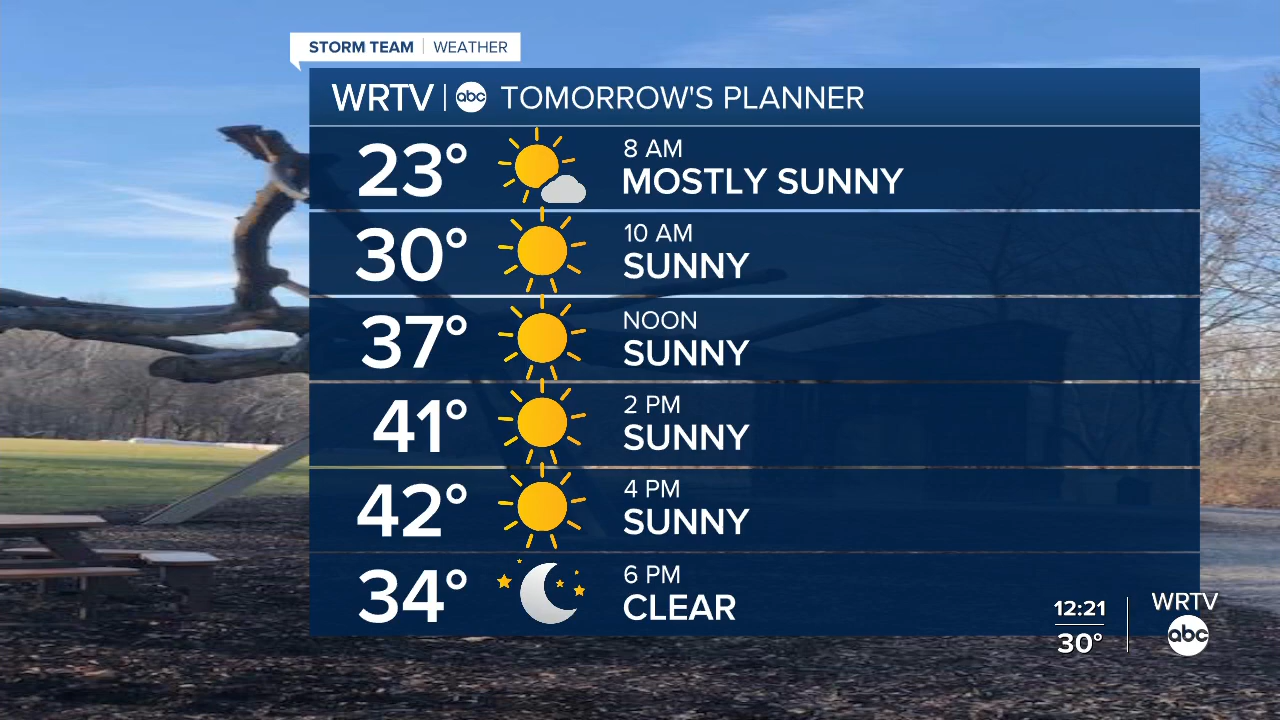 STORM TEAM | WEATHER
WRTV | abc TOMORROW'S PLANNER
23°
8 AM
MOSTLY SUNNY
30°
10 AM
SUNNY
37°
NOON
SUNNY
41°
2 PM
SUNNY
42°
4 PM
SUNNY
34°
6 PM
CLEAR
12:21
30°
WRTV
abc